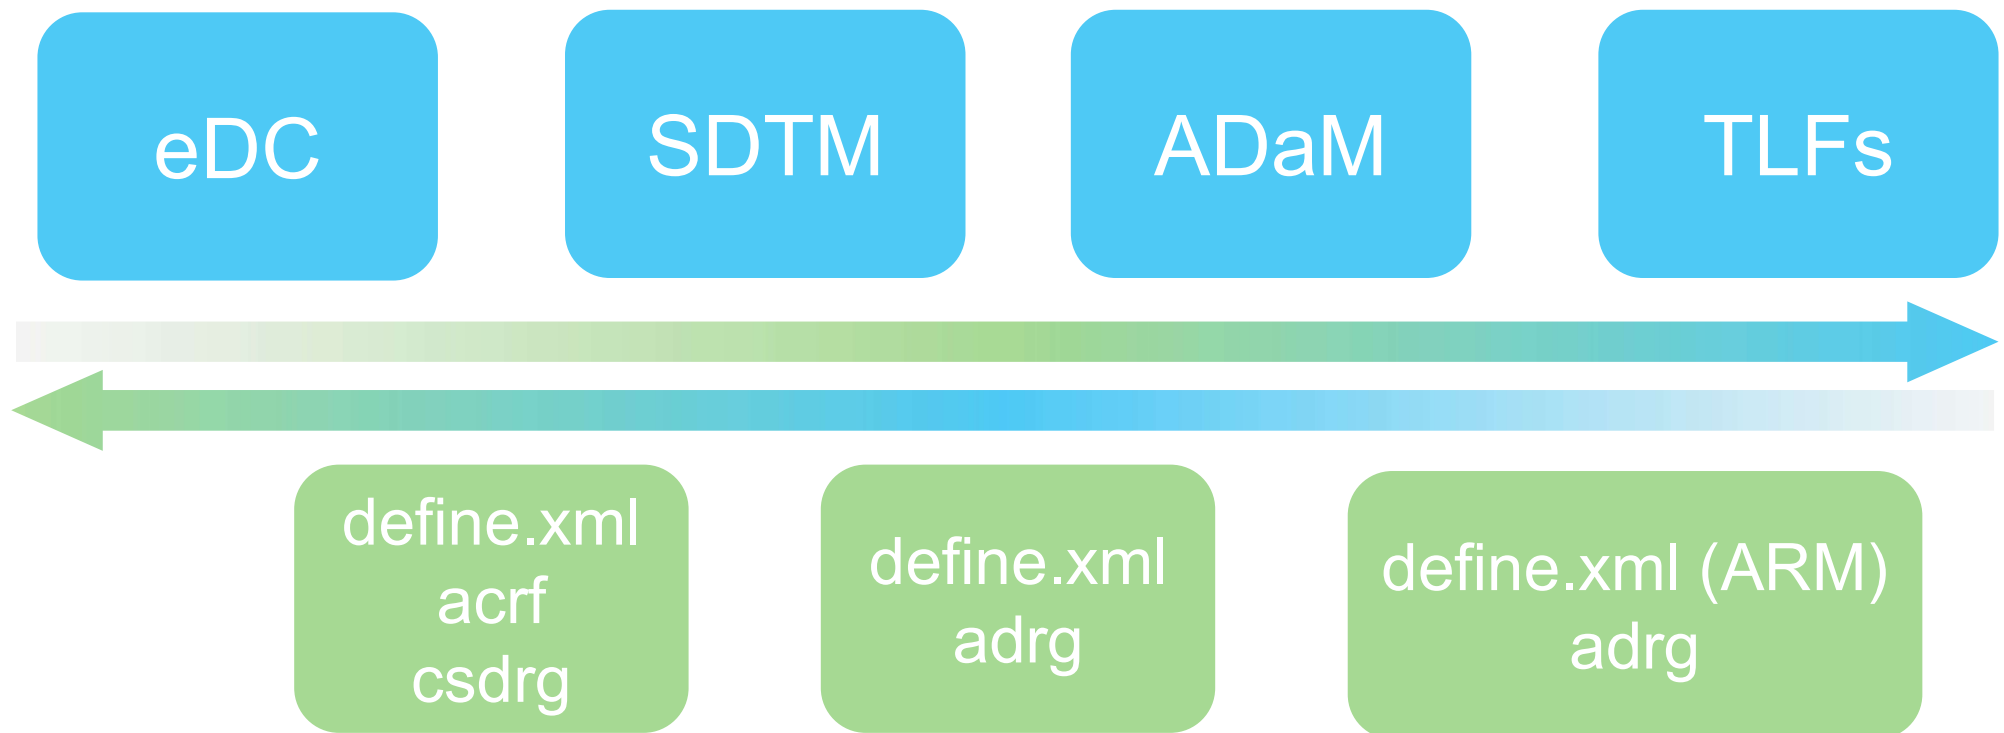 eDC
SDTM
ADaM
TLFs
define.xml
acrf
csdrg
define.xml
adrg
define.xml (ARM)
adrg